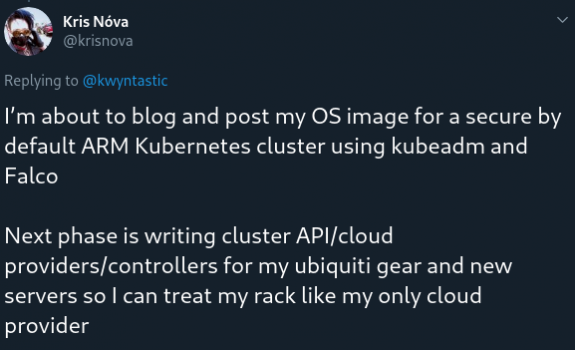 Kris Nóva
@krisnova
Replying to @kwyntastic
I’m about to blog and post my OS image for a secure by
default ARM Kubernetes cluster using kubeadm and
Falco
Next phase is writing cluster API/cloud
providers/controllers for my ubiquiti gear and new
servers so I can treat my rack like my only cloud
provider